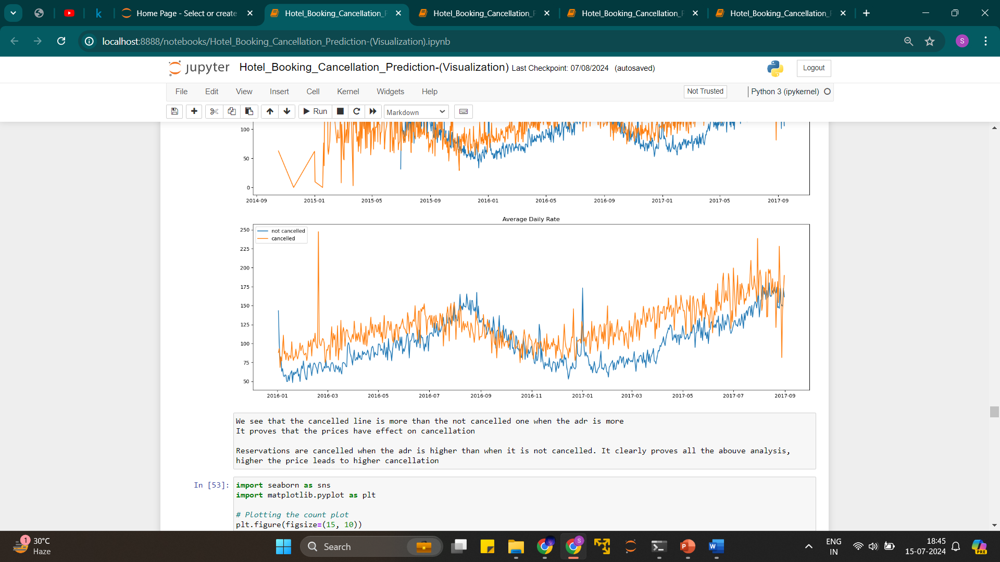 Home Page - Select or create
Hotel_Booking_Cancellation_
Hotel_Booking_Cancellation_
Hotel_Booking_Cancellation_
Hotel_Booking_Cancellation_
localhost:8888/notebooks/Hotel_Booking_Cancellation_Prediction-(Visualization).ipynb
S
jupyter Hotel_Booking_Cancellation_Prediction-(Visualization) Last Checkpoint: 07/08/2024 (autosaved)
Logout
File Edit View Insert Cell Kernel Widgets Help
Not Trusted
Python 3 (ipykernel)
Run
Markdown
100
50
0
2014-09 2015-01 2015-05 2015-09 2016-01 2016-05 2016-09 2017-01 2017-05 2017-09
Average Daily Rate
not cancelled
cancelled
250
225
200
175
150
125
100
75
50
2016-01 2016-03 2016-05 2016-07 2016-09 2016-11 2017-01 2017-03 2017-05 2017-07 2017-09
We see that the cancelled line is more than the not cancelled one when the adr is more
It proves that the prices have effect on cancellation
Reservations are cancelled when the adr is higher than when it is not cancelled. It clearly proves all the abouve analysis,
higher the price leads to higher cancellation
In [53]: import seaborn as sns
import matplotlib.pyplot as plt
# Plotting the count plot
plt.figure(figsize=(15, 10))
1
30°C
Haze
Search
S
P
W
ENG
IN
18:45
15-07-2024
PRE